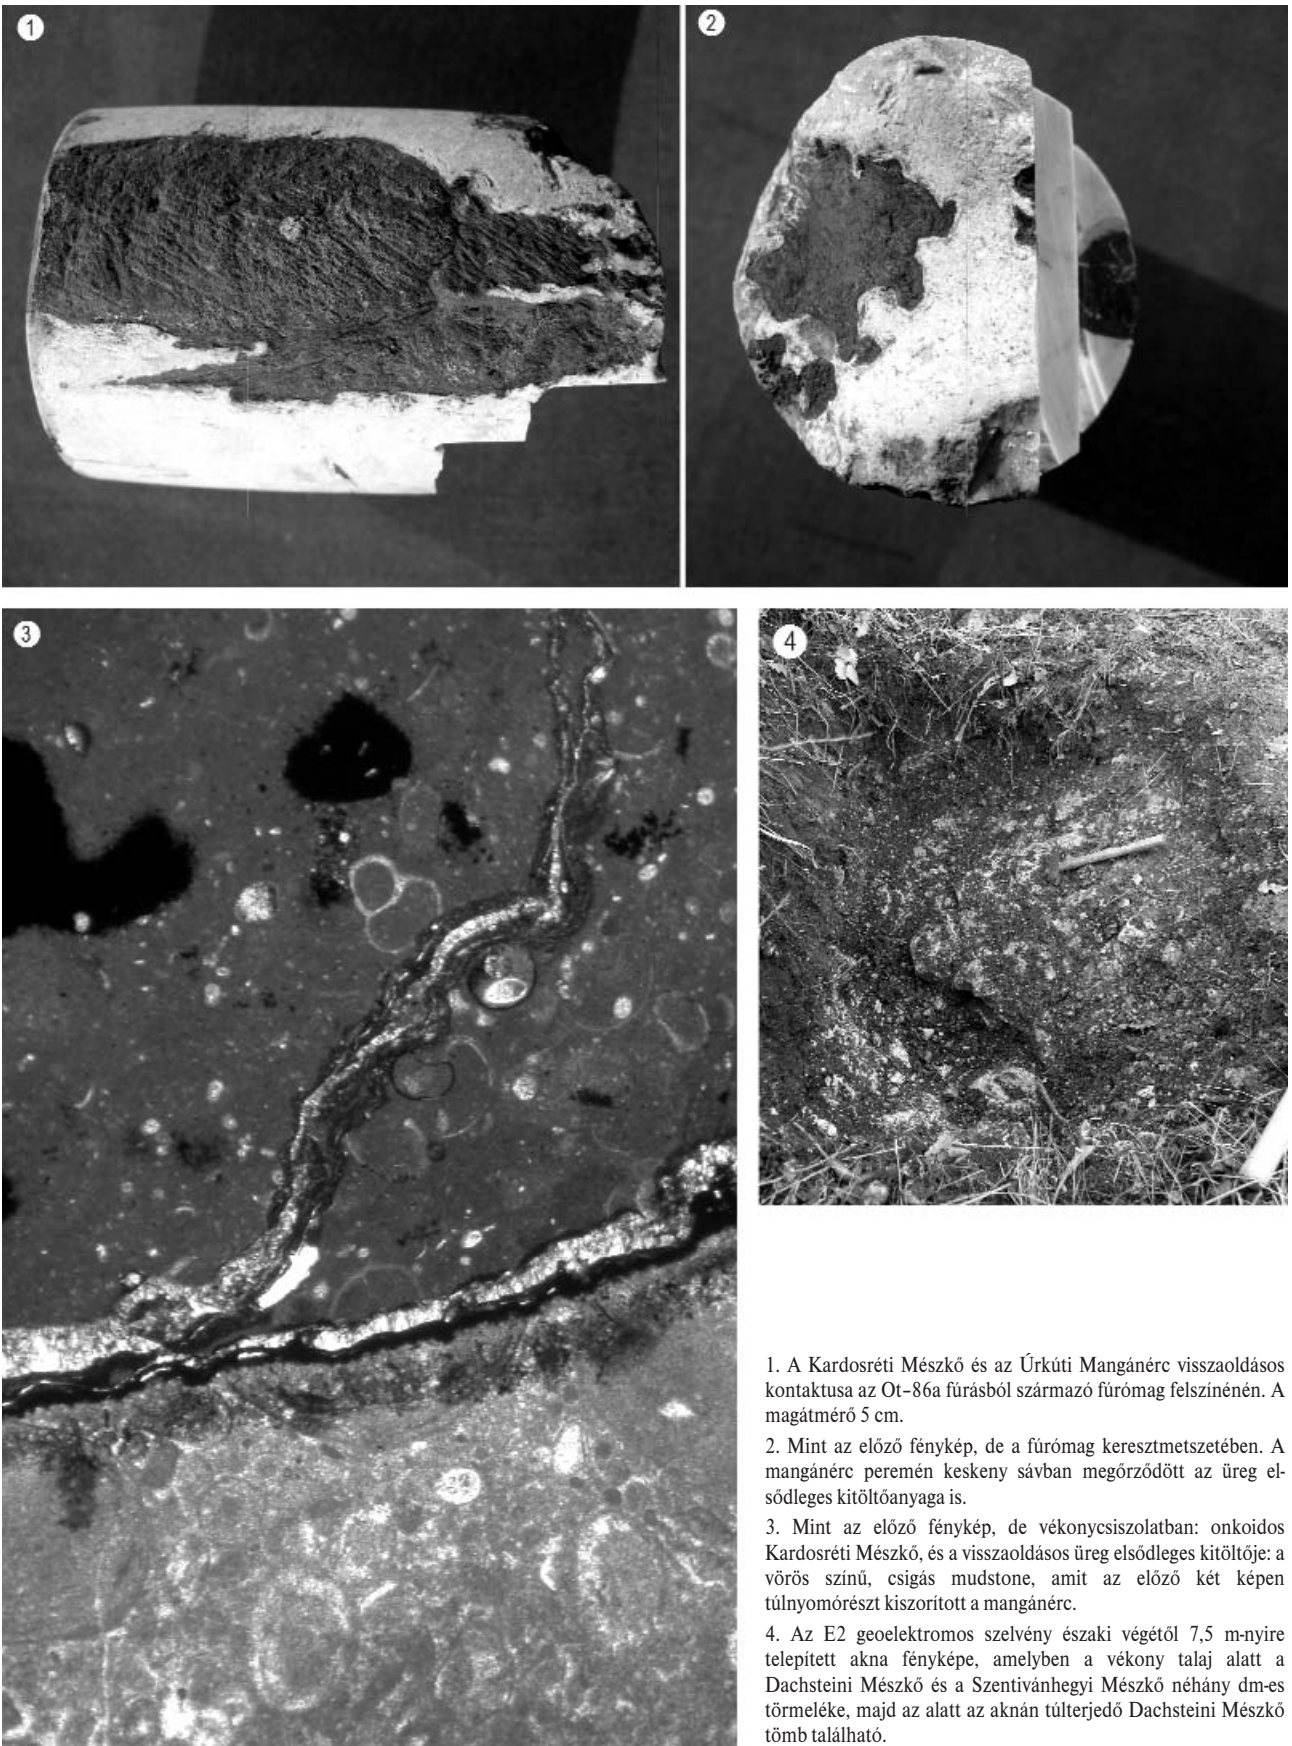 1
2
3
4
1. A Kardosréti Mészkő és az Úrkúti Mangánérc visszaoldásos
kontaktusa az Ot–86a fúrásból származó fúrómag felszínénén. A
magátmérő 5 cm.
2. Mint az előző fénykép, de a fúrómag keresztmetszetében. A
mangánérc peremén keskeny sávban megőrződött az üreg el-
sődleges kitöltőanyaga is.
3. Mint az előző fénykép, de vékonycsiszolatban: onkoidos
Kardosréti Mészkő, és a visszaoldásos üreg elsődleges kitöltője: a
vörös színű, csigás mudstone, amit az előző két képen
túlnyomórészt kiszorított a mangánérc.
4. Az E2 geoelektromos szelvény északi végétől 7,5 m-nyire
telepített akna fényképe, amelyben a vékony talaj alatt a
Dachsteini Mészkő és a Szentivánhegyi Mészkő néhány dm-es
törmeléke, majd az alatt az aknán túlterjedő Dachsteini Mészkő
tömb található.